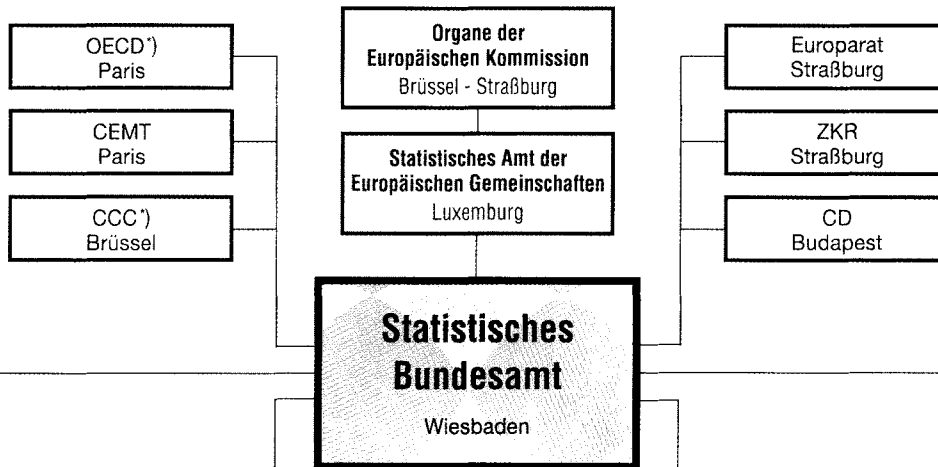 OECD*)
Paris
CEMT
Paris
CCC*)
Brüssel
Organe der
Europäischen Kommission
Brüssel - Straßburg
Statistisches Amt der
Europäischen Gemeinschaften
Luxemburg
Europarat
Straßburg
ZKR
Straßburg
CD
Budapest
Statistisches
Bundesamt
Wiesbaden